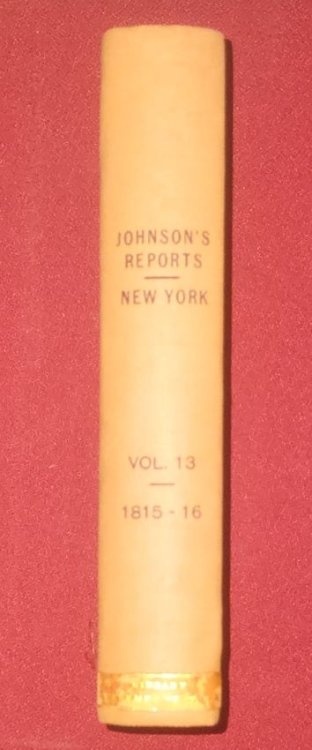 JOHNSON'S
REPORTS
NEW YORK
VOL. 13
1815 - 16